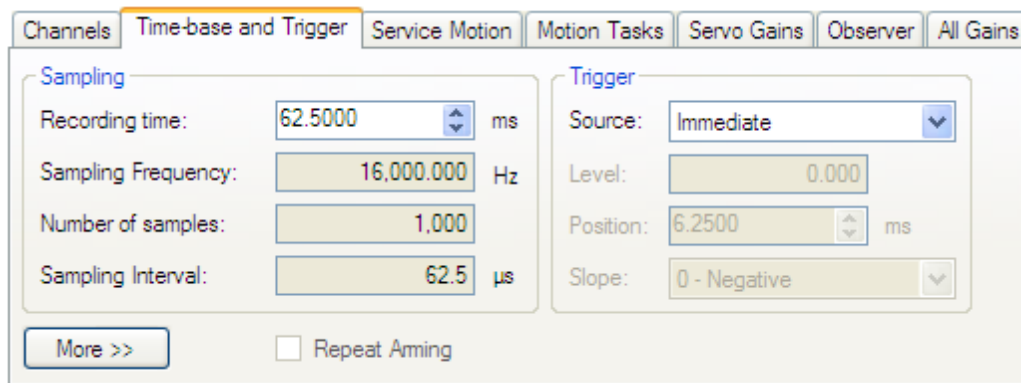 Channels Time-base and Trigger Service Motion Motion Tasks Servo Gains Observer All Gains
Sampling
Recording time: 62.5000 ms
Sampling Frequency: 16,000.000 Hz
Number of samples: 1,000
Sampling Interval: 62.5 µs
Trigger
Source: Immediate
Level: 0.000
Position: 6.2500 ms
Slope: 0 - Negative
More >> Repeat Arming